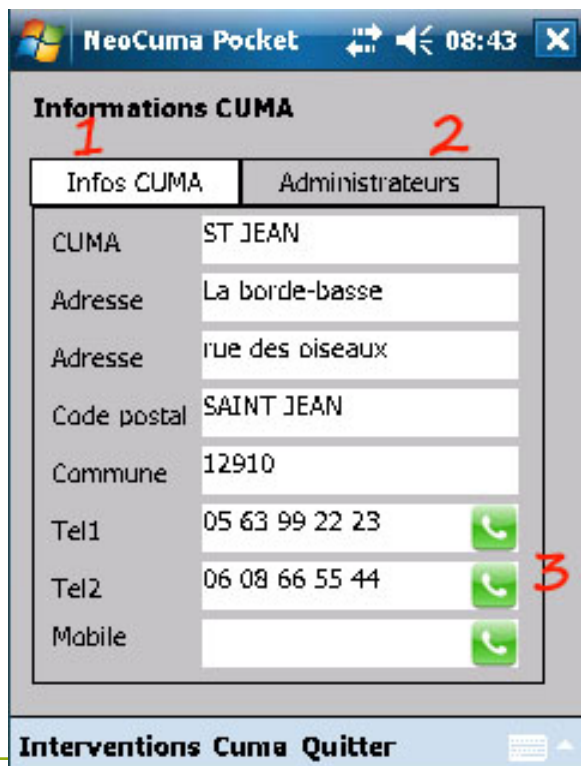 NeoCuma Pocket 08:43
Informations CUMA
1 2
Infos CUMA Administrateurs
CUMA ST JEAN
Adresse La borde-basse
Adresse rue des oiseaux
Code postal SAINT JEAN
Commune 12910
Tel1 05 63 99 22 23
Tel2 06 08 66 55 44
3
Mobile
Interventions Cuma Quitter